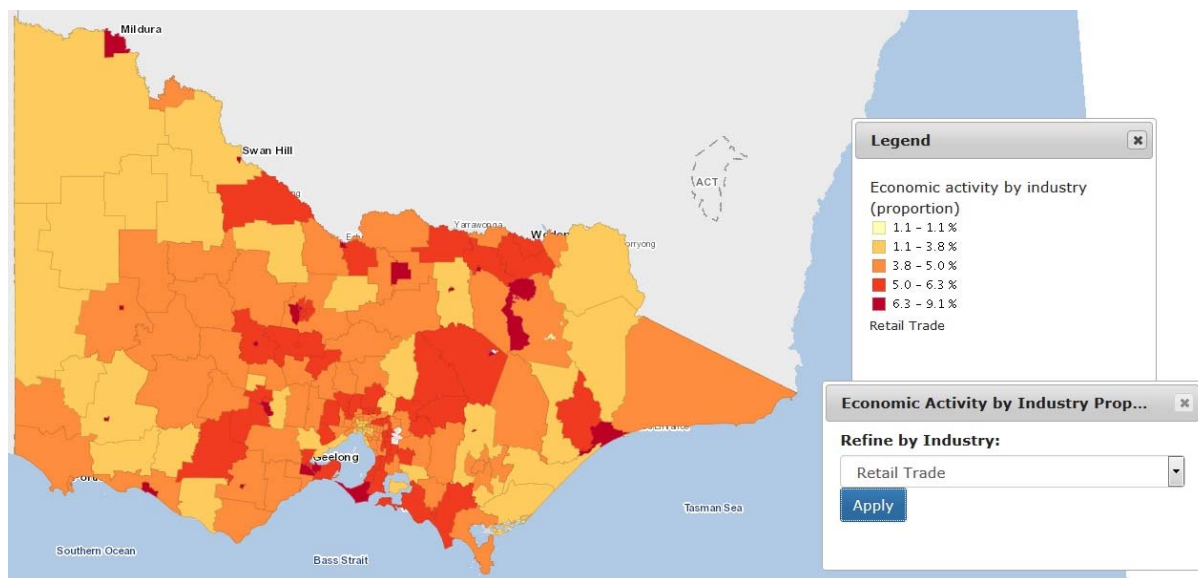 Mildura
Swan Hill
ACT
Yarrawonga
Geelong
Tasman Sea
Southern Ocean
Bass Strait
Legend
Economic activity by industry
(proportion)
1.1 – 1.1 %
1.1 – 3.8 %
3.8 – 5.0 %
5.0 – 6.3 %
6.3 – 9.1 %
Retail Trade
Economic Activity by Industry Prop...
Refine by Industry:
Retail Trade
Apply